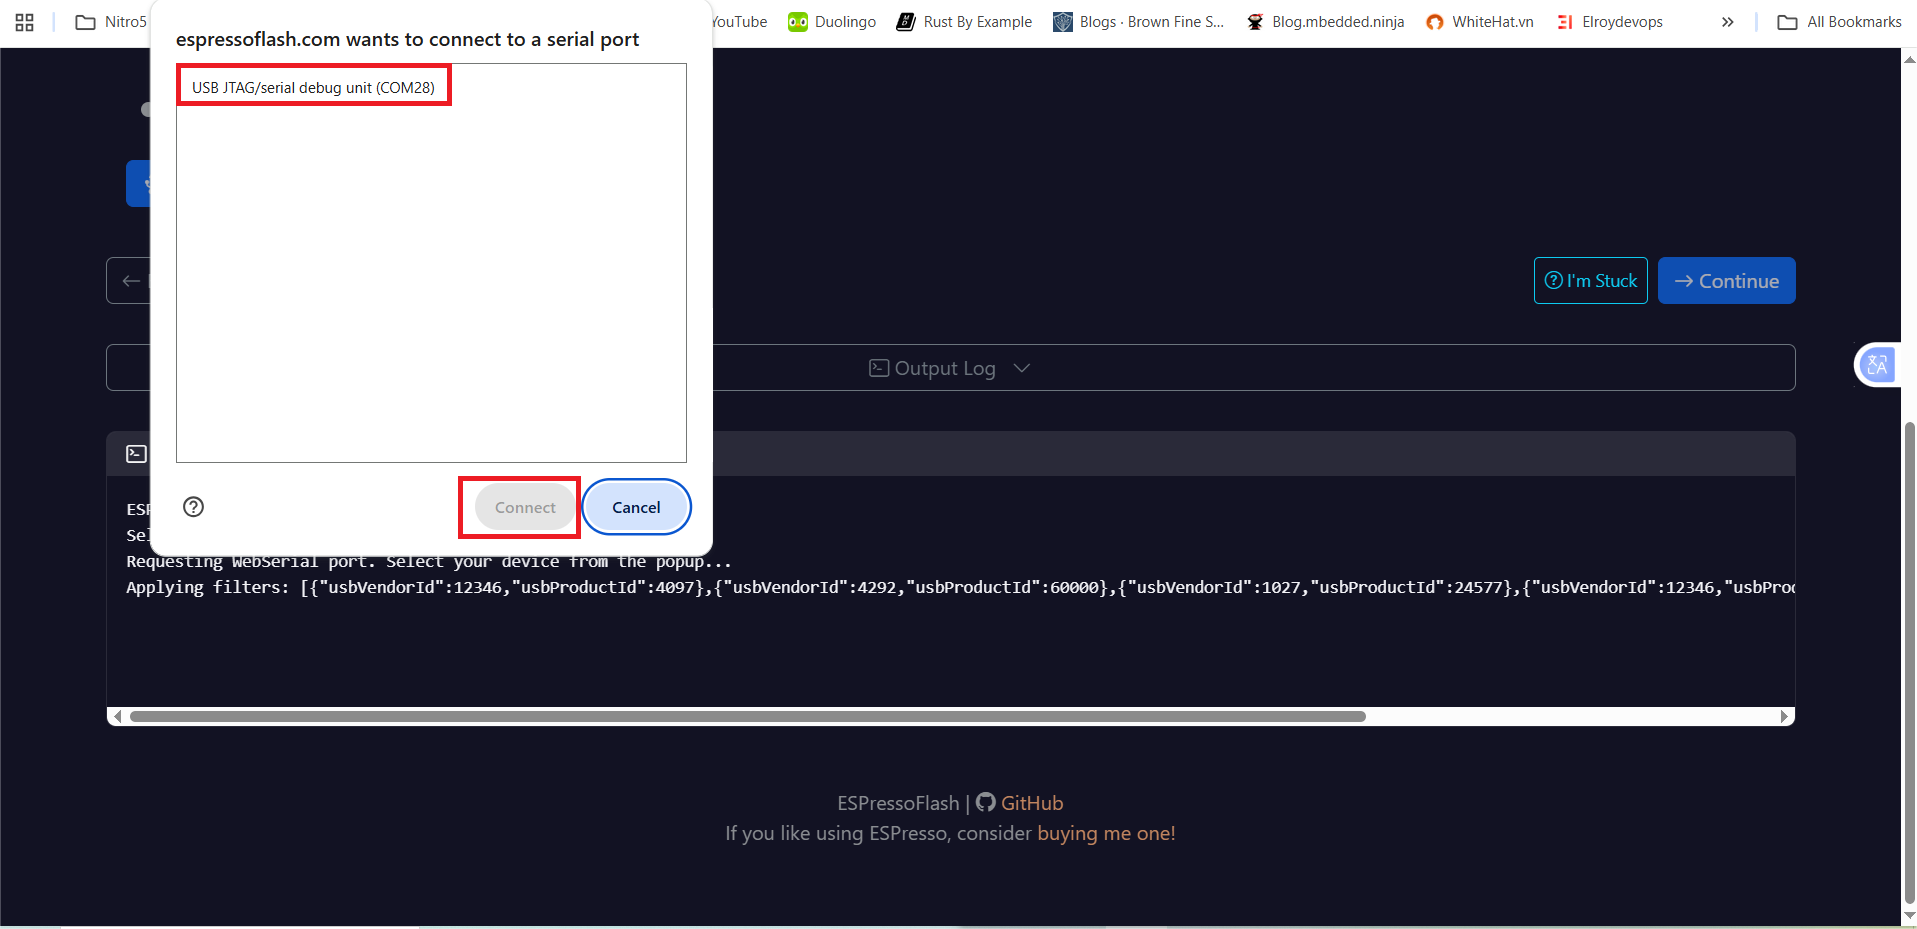 Nitro5
YouTube
Duolingo
Rust By Example
Blogs · Brown Fine S...
Blog.mbedded.ninja
WhiteHat.vn
Elroydevops
All Bookmarks
espressoflash.com wants to connect to a serial port
USB JTAG/serial debug unit (COM28)
Connect
Cancel
I'm Stuck
Continue
Output Log
ESP
Sel
Requesting WebSerial port. Select your device from the popup...
Applying filters: [{"usbVendorId":12346,"usbProductId":4097},{"usbVendorId":4292,"usbProductId":60000},{"usbVendorId":1027,"usbProductId":24577},{"usbVendorId":12346,"usbProd
ESPressoFlash | GitHub
If you like using ESPresso, consider buying me one!